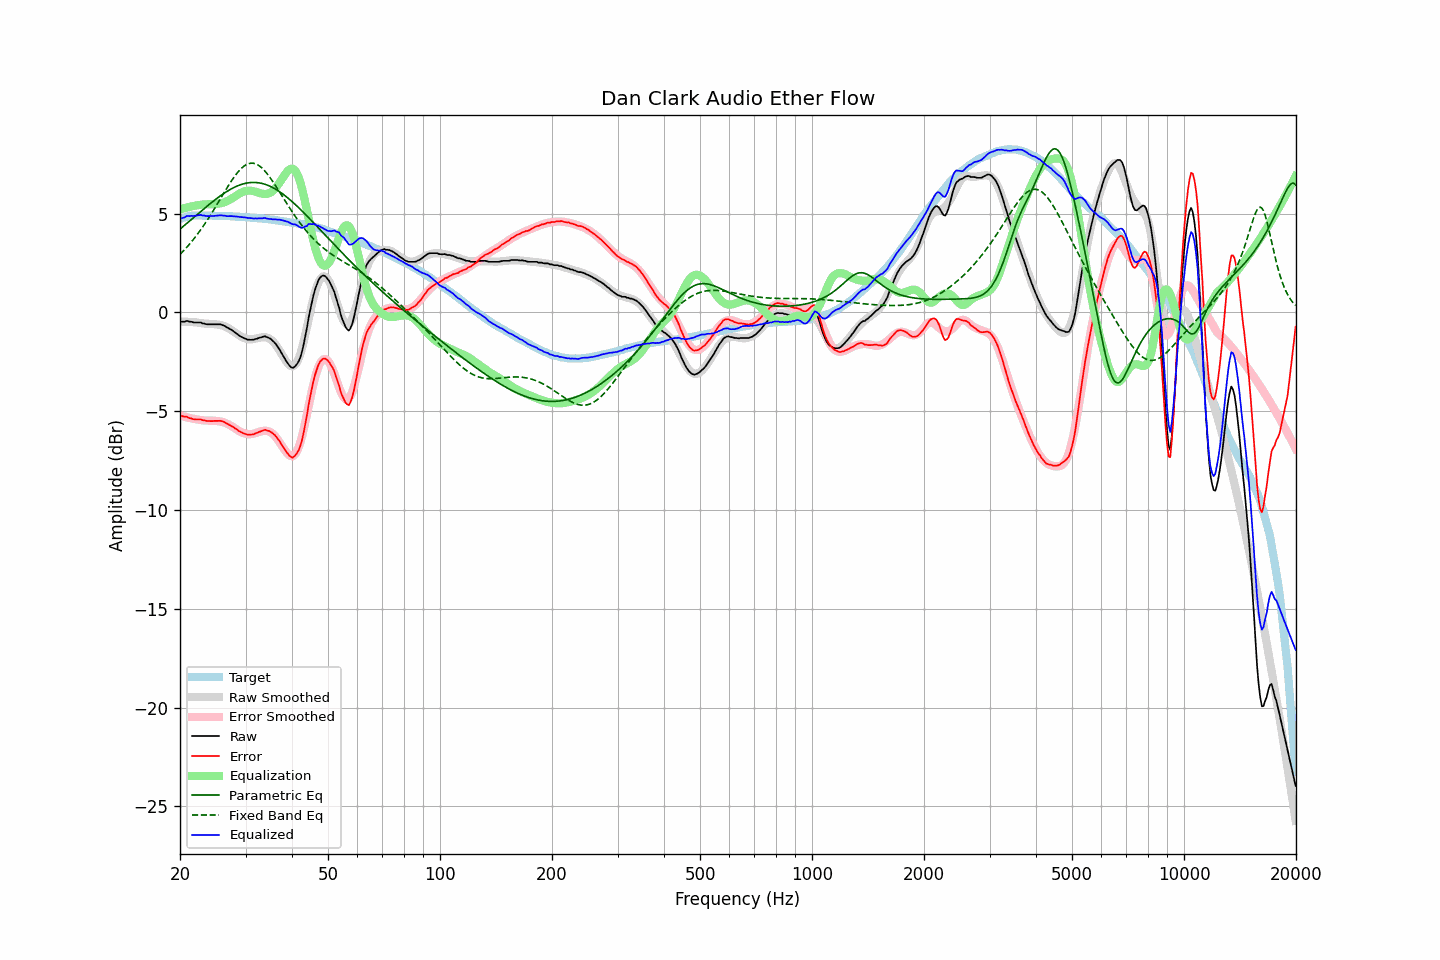 Dan Clark Audio Ether Flow
Amplitude (dBr)
5
0
−5
−10
−15
−20
−25
Target
Raw Smoothed
Error Smoothed
Raw
Error
Equalization
Parametric Eq
Fixed Band Eq
Equalized
20 50 100 200 500 1000 2000 5000 10000 20000
Frequency (Hz)